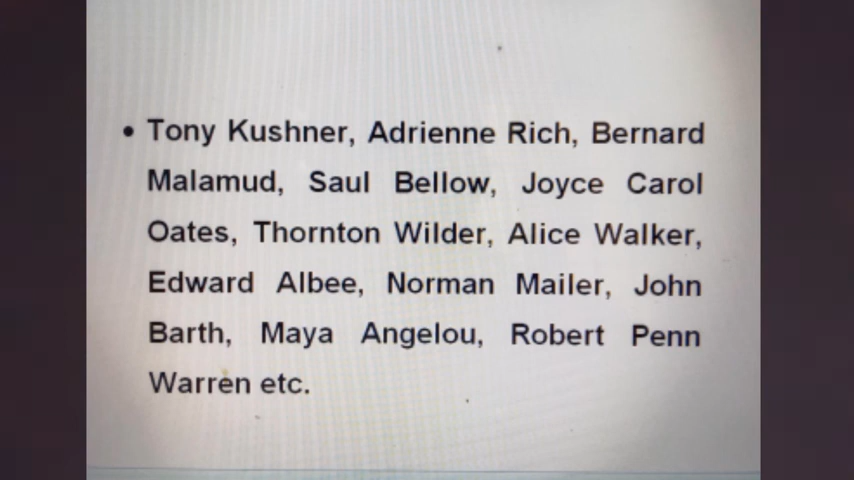 • Tony Kushner, Adrienne Rich, Bernard
Malamud, Saul Bellow, Joyce Carol
Oates, Thornton Wilder, Alice Walker,
Edward Albee, Norman Mailer, John
Barth, Maya Angelou, Robert Penn
Warren etc.